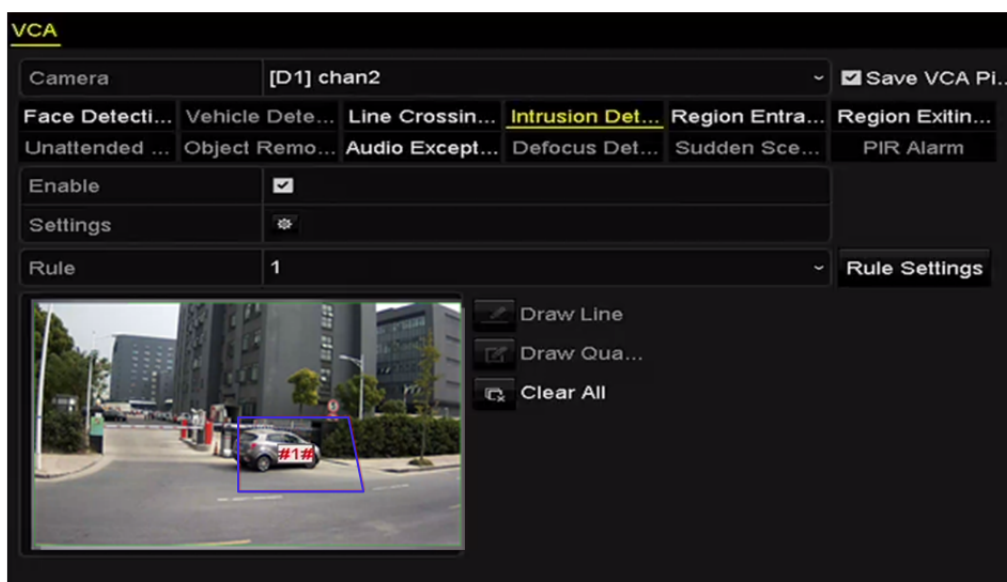 VCA
Camera [D1] chan2 Save VCA Pi...
Face Detecti... Vehicle Dete... Line Crossin... Intrusion Det... Region Entra... Region Exitin...
Unattended ... Object Remo... Audio Except... Defocus Det... Sudden Sce... PIR Alarm
Enable
Settings
Rule 1 Rule Settings
Draw Line
Draw Qua...
Clear All
#1#